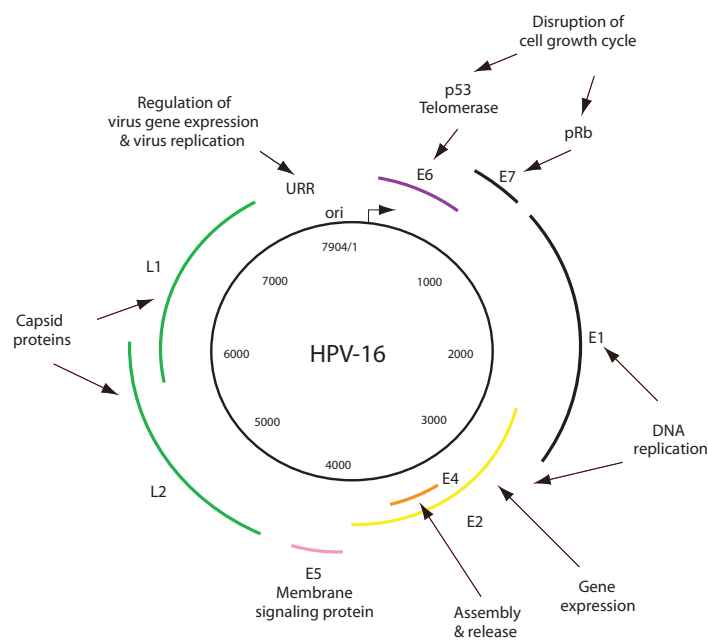 Disruption of
cell growth cycle
p53
Telomerase
pRb
Regulation of
virus gene expression
& virus replication
URR
E6
E7
ori
7904/1
1000
2000
3000
4000
5000
6000
7000
HPV-16
L1
Capsid
proteins
L2
E1
DNA
replication
E4
E2
E5
Membrane
signaling protein
Assembly
& release
Gene
expression